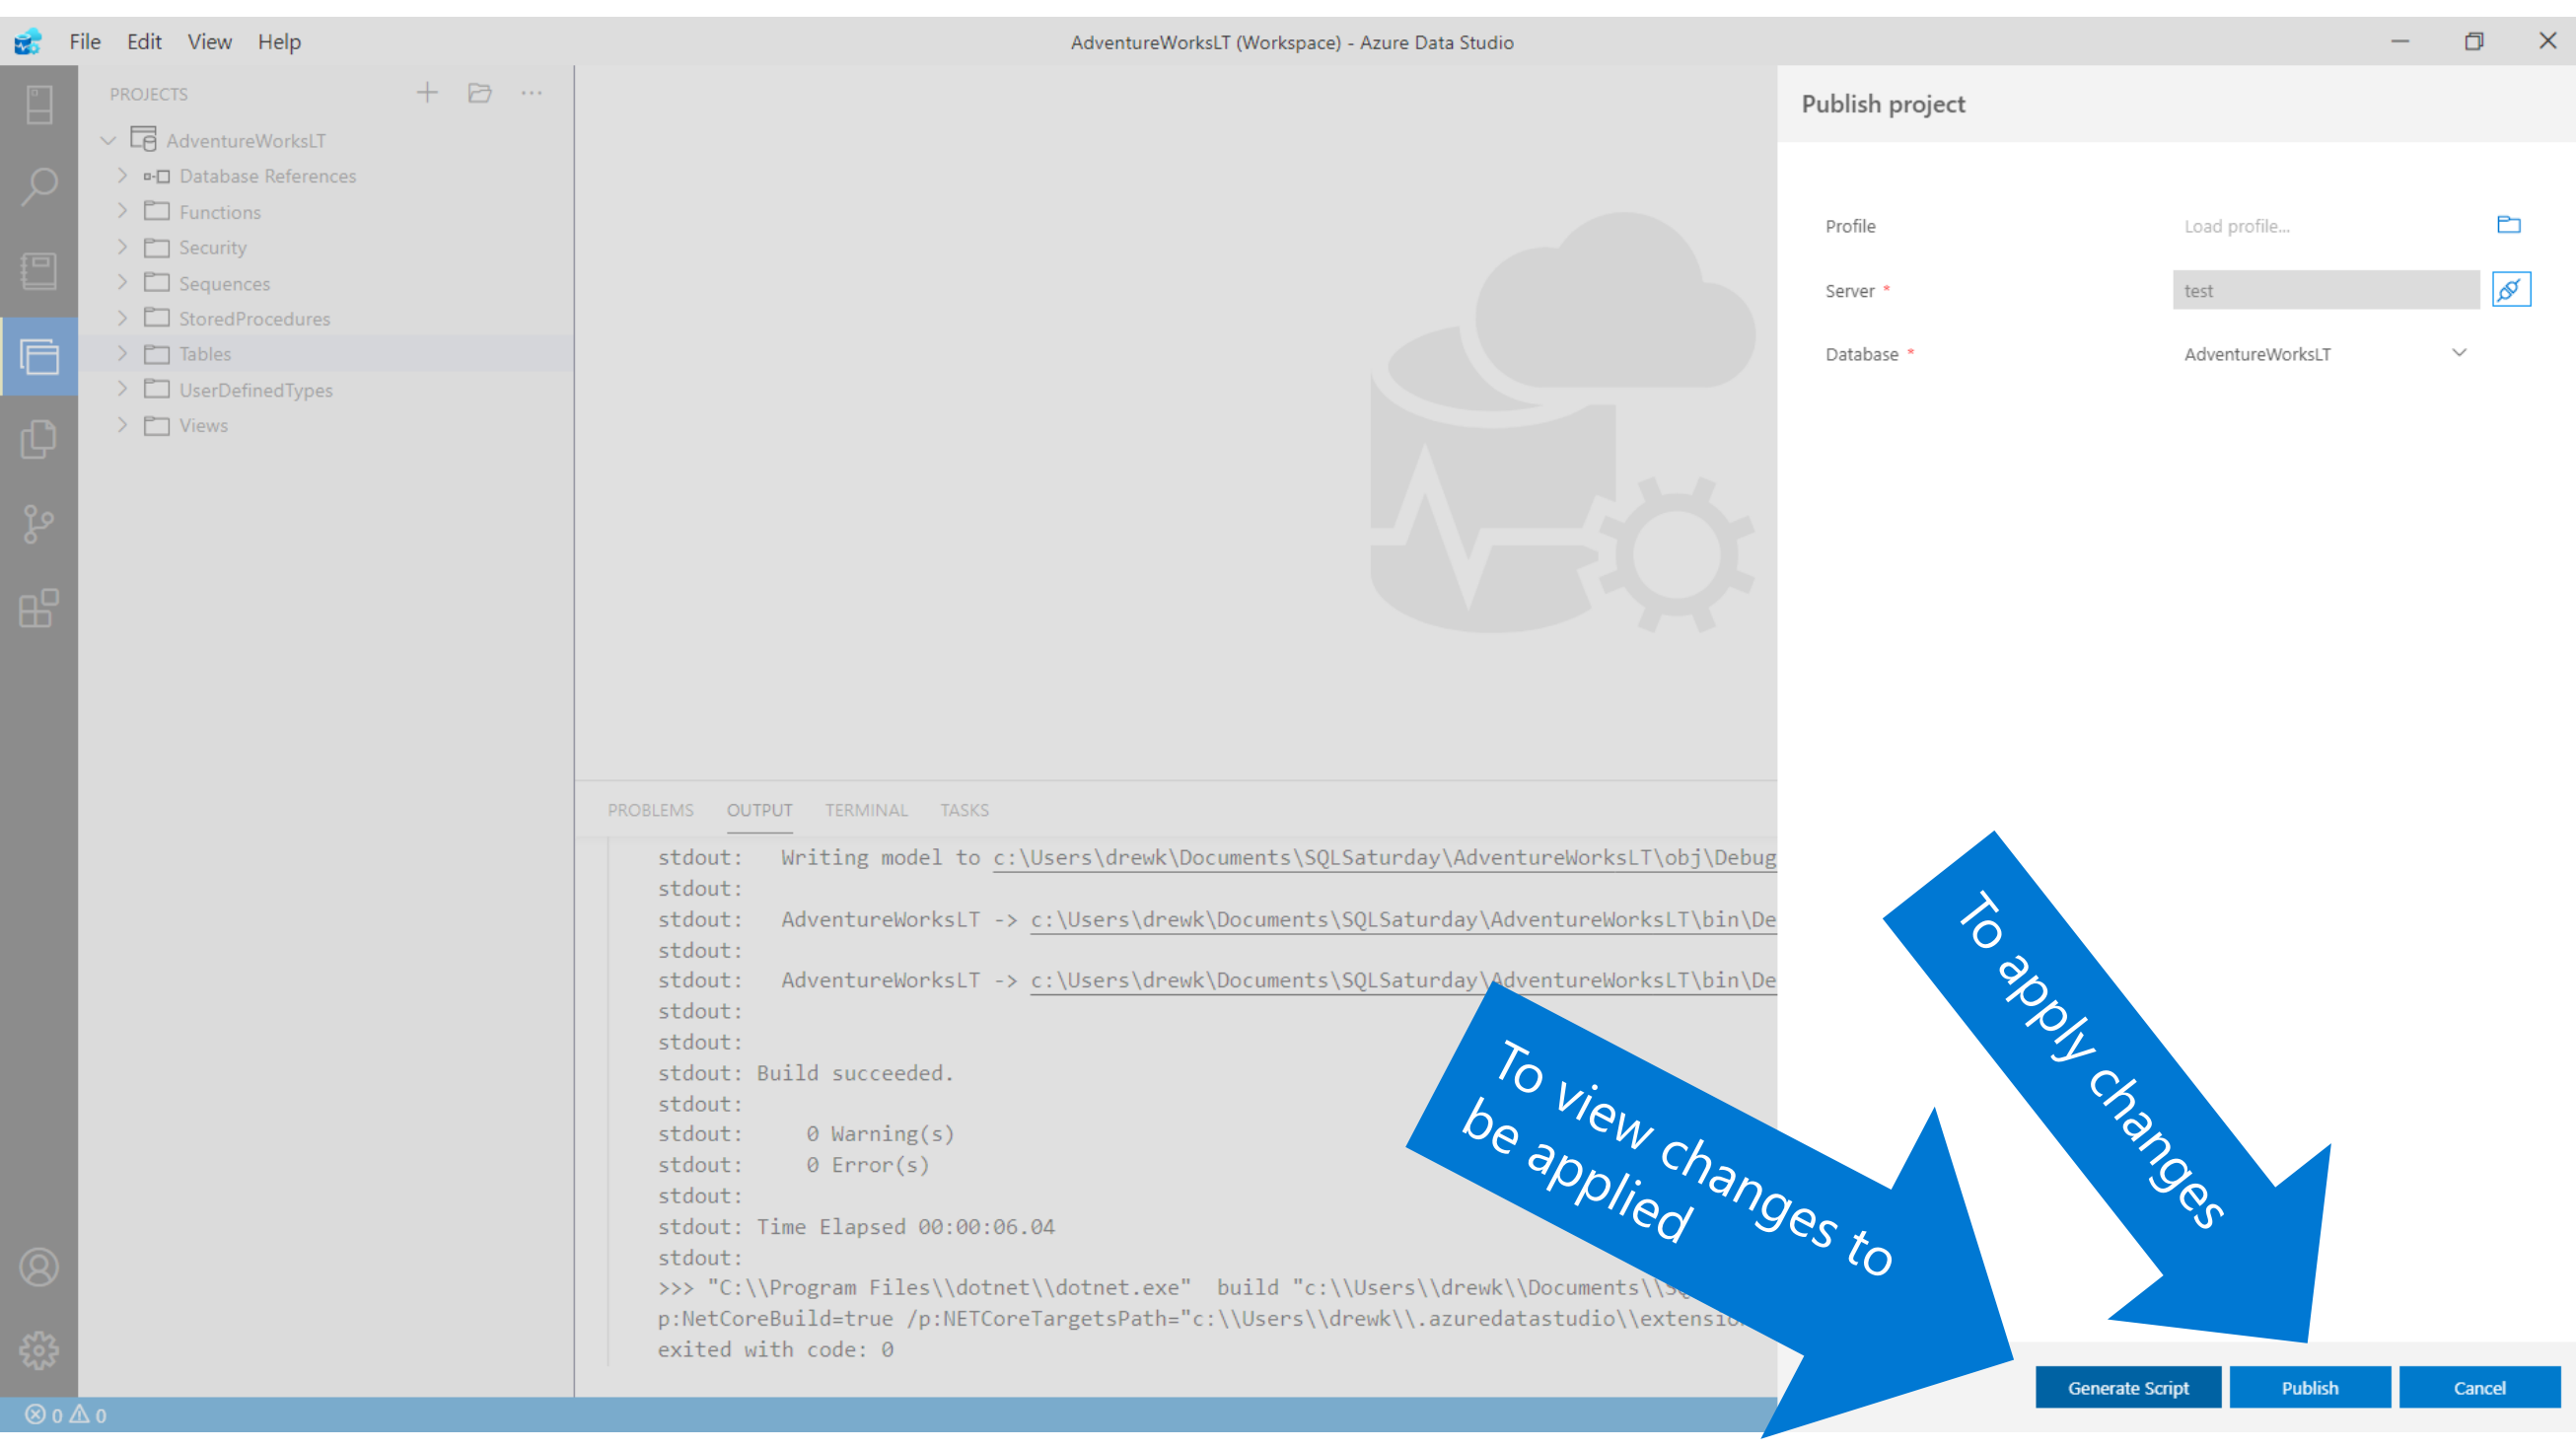 File Edit View Help
AdventureWorksLT (Workspace) - Azure Data Studio
PROJECTS
AdventureWorksLT
Database References
Functions
Security
Sequences
StoredProcedures
Tables
UserDefinedTypes
Views
PROBLEMS OUTPUT TERMINAL TASKS
stdout: Writing model to c:\Users\drewk\Documents\SQLSaturday\AdventureWorksLT\obj\Debug
stdout:
stdout: AdventureWorksLT -> c:\Users\drewk\Documents\SQLSaturday\AdventureWorksLT\bin\De
stdout:
stdout: AdventureWorksLT -> c:\Users\drewk\Documents\SQLSaturday\AdventureWorksLT\bin\De
stdout:
stdout:
stdout: Build succeeded.
stdout:
stdout: 0 Warning(s)
stdout: 0 Error(s)
stdout:
stdout: Time Elapsed 00:00:06.04
stdout:
>>> "C:\\Program Files\\dotnet\\dotnet.exe" build "c:\\Users\\drewk\\Documents\\
p:NetCoreBuild=true /p:NETCoreTargetsPath="c:\\Users\\drewk\\.azuredatastudio\\extensio
exited with code: 0
0 0
Publish project
Profile Load profile...
Server * test
Database * AdventureWorksLT
To view changes to
be applied
To apply changes
Generate Script Publish Cancel